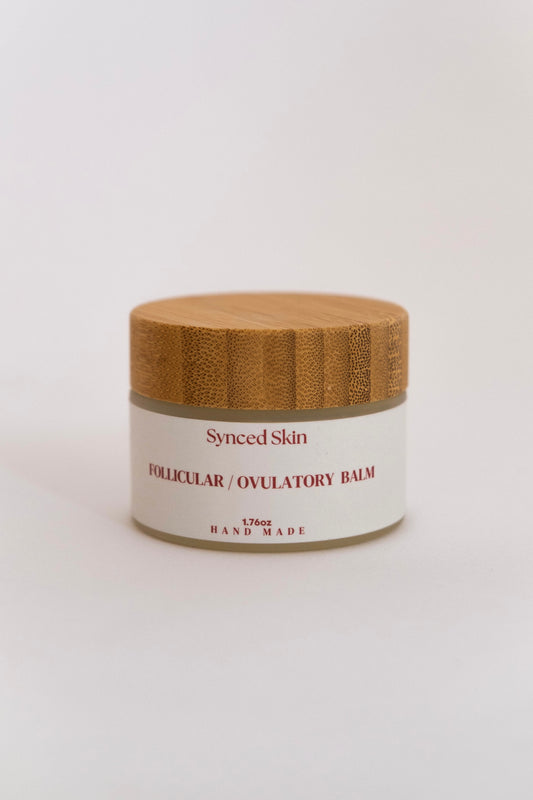 Synced Skin
FOLLICULAR / OVULATORY BALM
1.76oz
HAND MADE